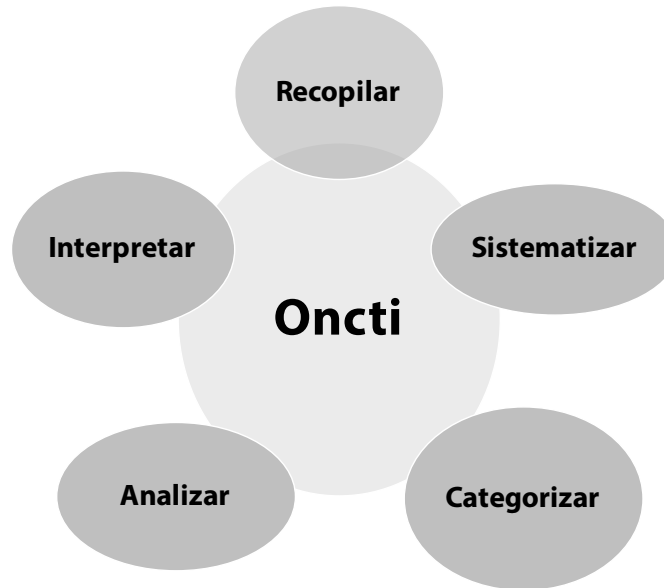 Recopilar
Interpretar
Sistematizar
Oncti
Analizar
Categorizar